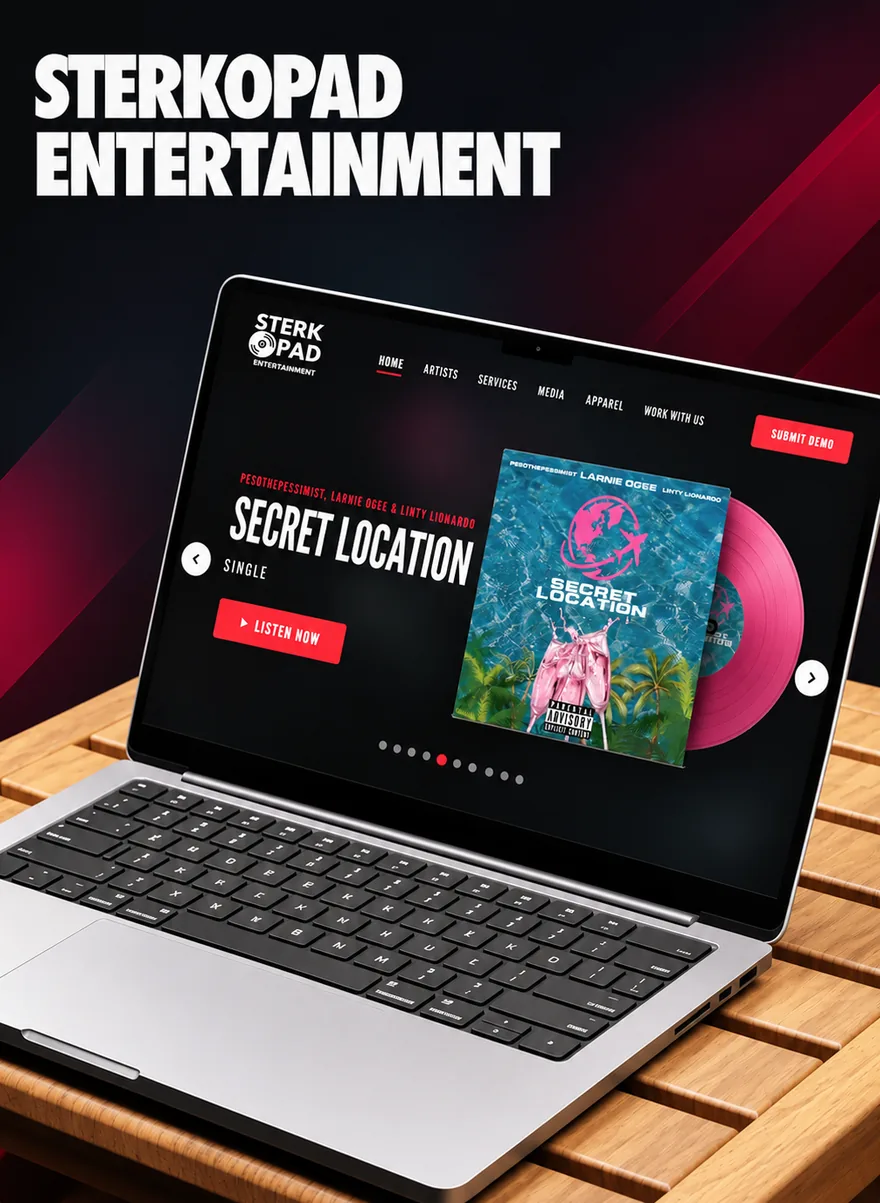 STERKOPAD
ENTERTAINMENT
STERK
PAD
ENTERTAINMENT
HOME
ARTISTS
SERVICES
MEDIA
APPAREL
WORK WITH US
SUBMIT DEMO
PESOTHEPESSIMIST, LARNIE OGEE & LINTY LIONARDO
SECRET LOCATION
SINGLE
LISTEN NOW
PESOTHEPESSIMIST LARNIE OGEE LINTY LIONARDO
SECRET
LOCATION
PARENTAL
ADVISORY
EXPLICIT CONTENT